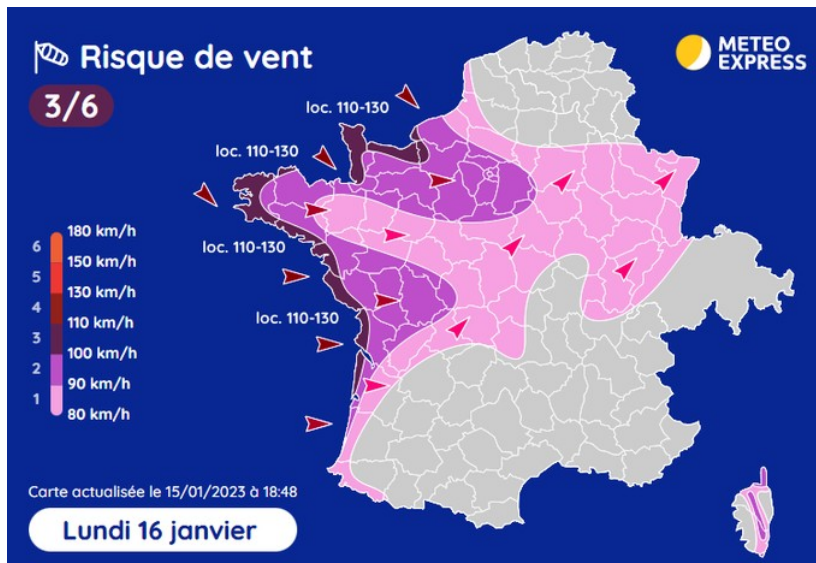 Risque de vent
METEO
EXPRESS
3/6
loc. 110-130
loc. 110-130
loc. 110-130
loc. 110-130
180 km/h
6
150 km/h
5
130 km/h
4
110 km/h
3
100 km/h
2
90 km/h
1
80 km/h
Carte actualisée le 15/01/2023 à 18:48
Lundi 16 janvier